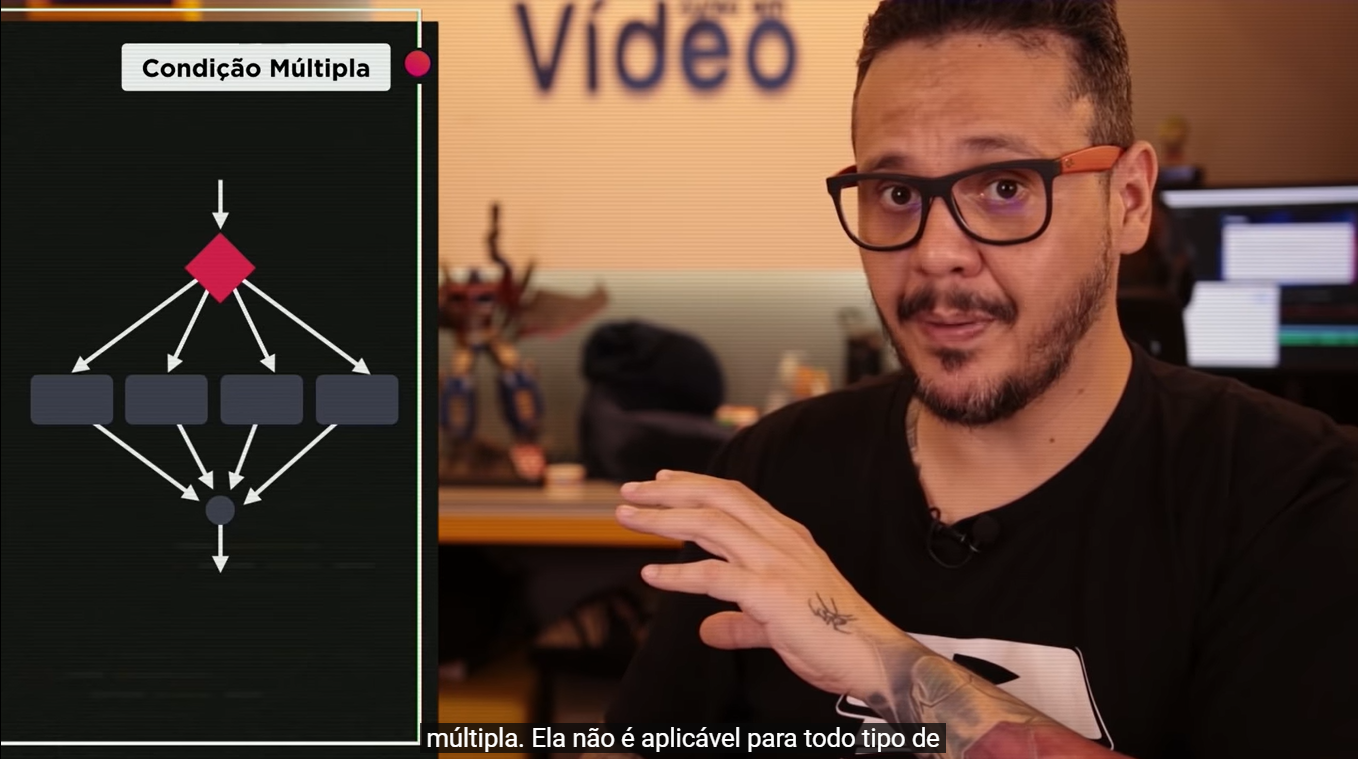 Vídeo
Condição Múltipla
múltipla. Ela não é aplicável para todo tipo de